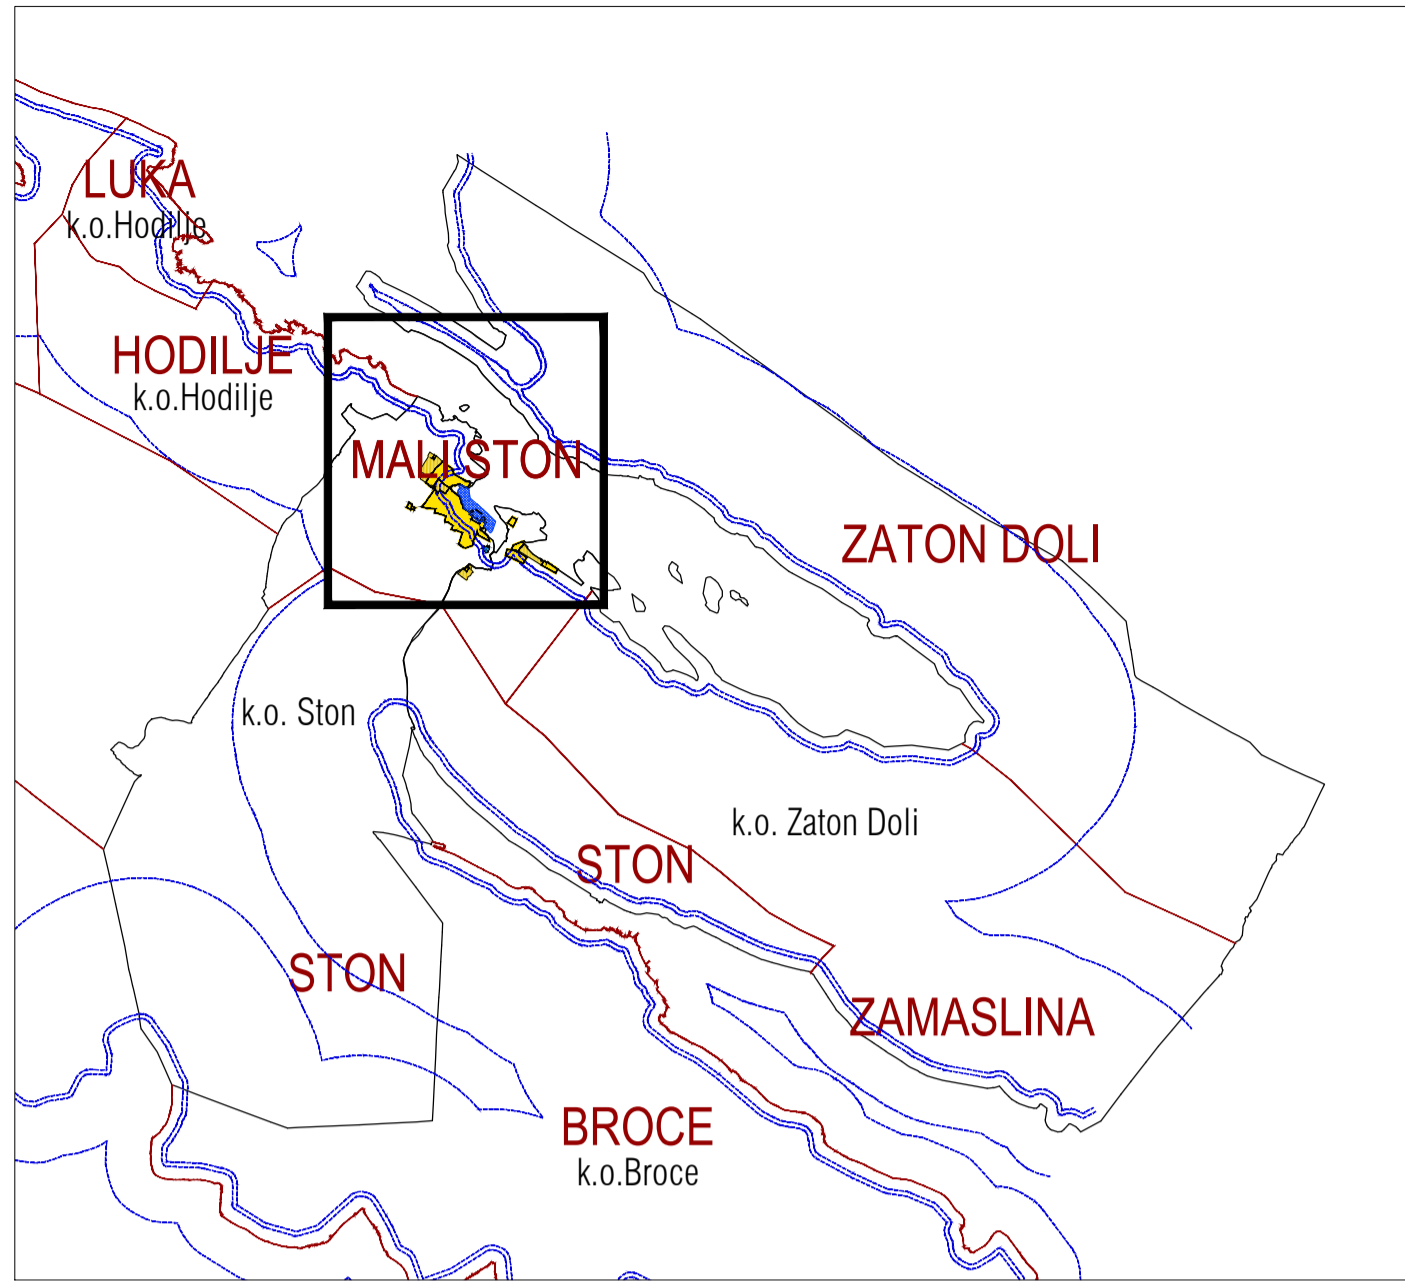 LUKA
k.o.Hodilje
HODILJE
k.o.Hodilje
MALI STON
ZATON DOLI
k.o. Ston
k.o. Zaton Doli
STON
STON
ZAMASLINA
BROCE
k.o.Broce